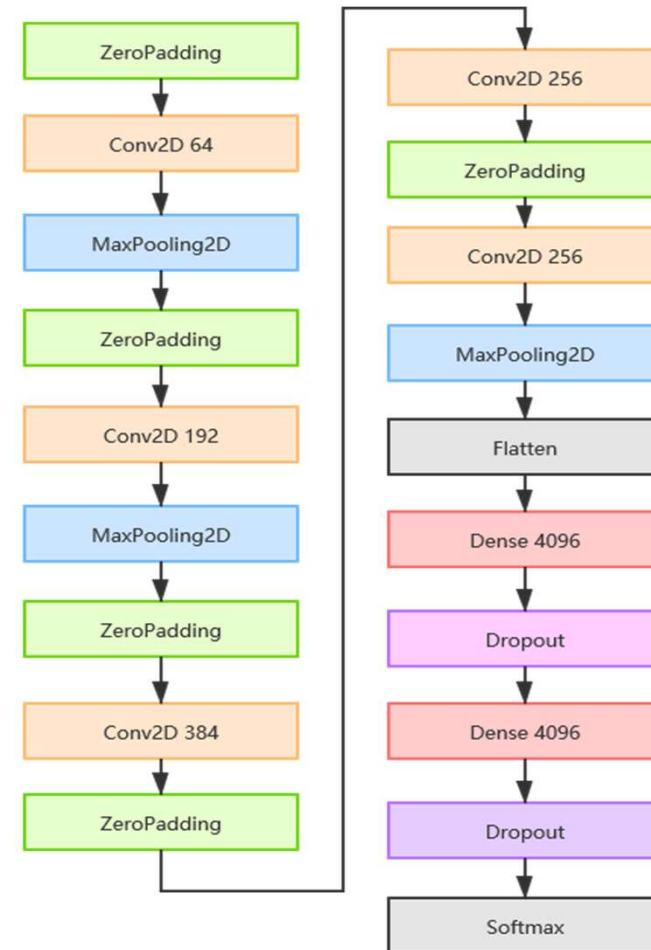 ZeroPadding
Conv2D 64
MaxPooling2D
ZeroPadding
Conv2D 192
MaxPooling2D
ZeroPadding
Conv2D 384
ZeroPadding
Conv2D 256
ZeroPadding
Conv2D 256
MaxPooling2D
Flatten
Dense 4096
Dropout
Dense 4096
Dropout
Softmax